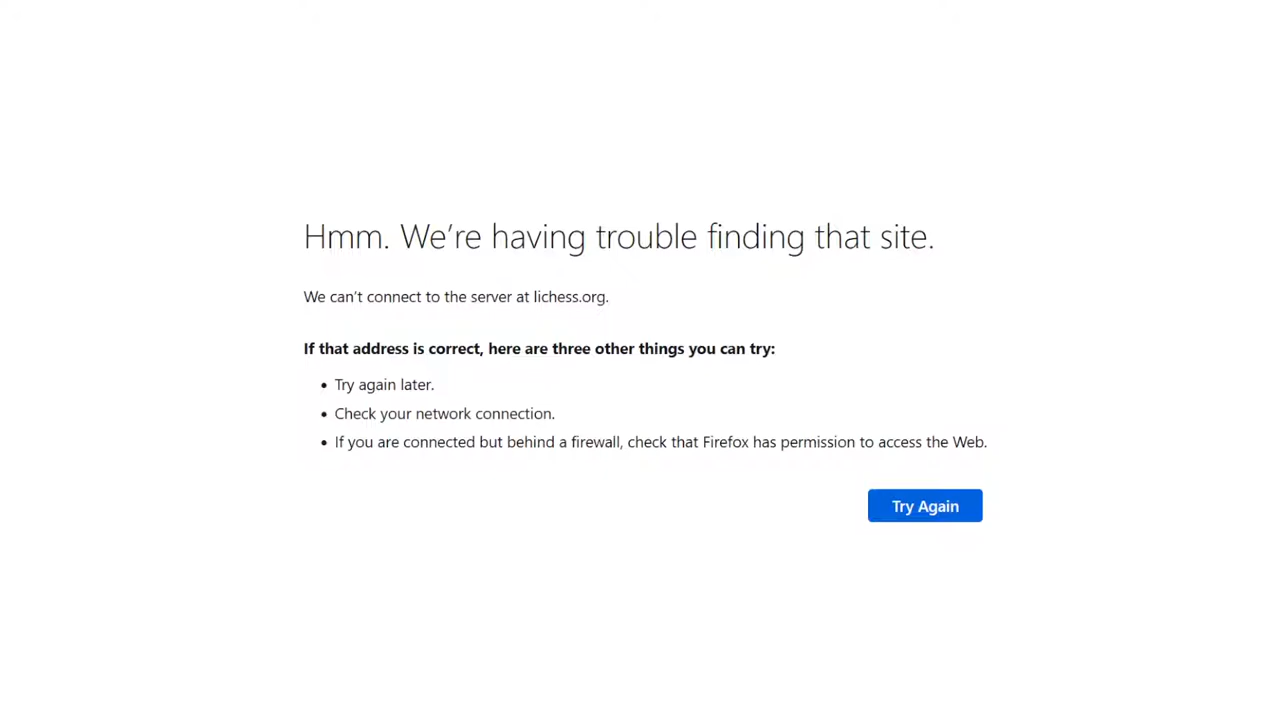 Hmm. We’re having trouble finding that site.
We can’t connect to the server at lichess.org.
If that address is correct, here are three other things you can try:
• Try again later.
• Check your network connection.
• If you are connected but behind a firewall, check that Firefox has permission to access the Web.
Try Again